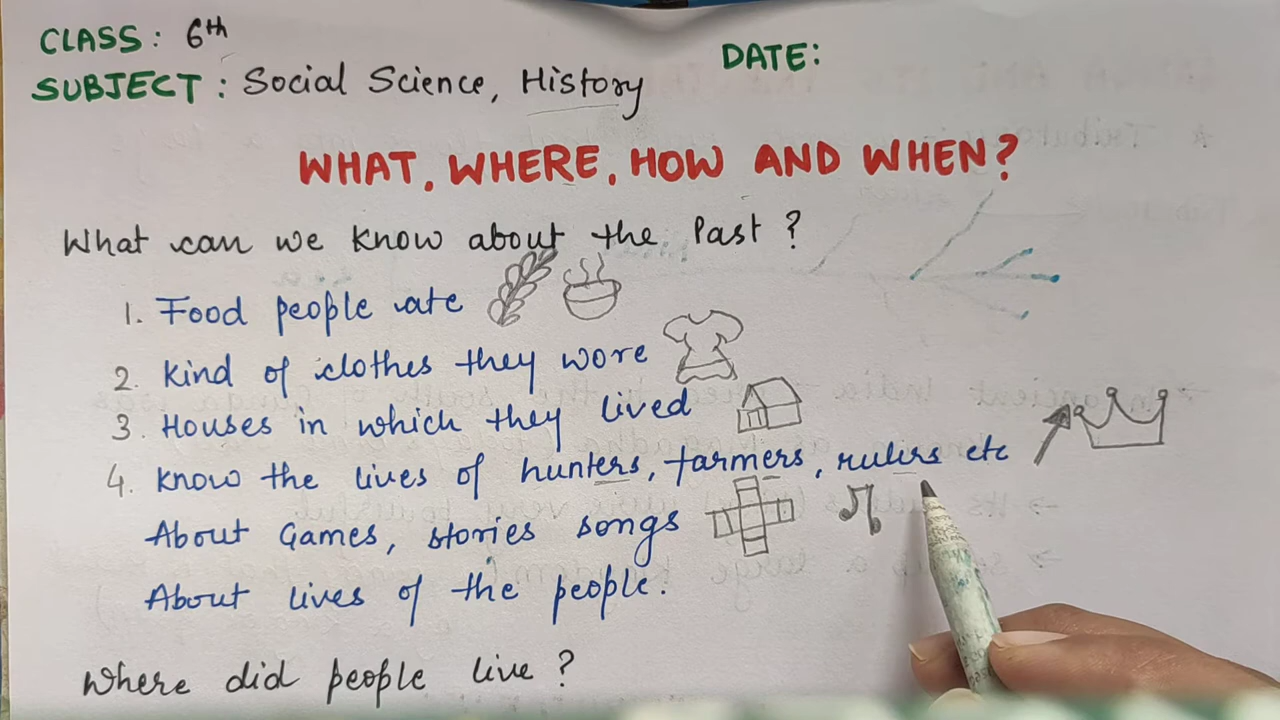 CLASS: 6th
DATE:
SUBJECT: Social Science, History
WHAT, WHERE, HOW AND WHEN?
What can we know about the Past?
1. Food people ate
2. Kind of clothes they wore
3. Houses in which they lived
4. Know the lives of hunters, farmers, rulers etc
About Games, stories songs
About lives of the people.
Where did people live?